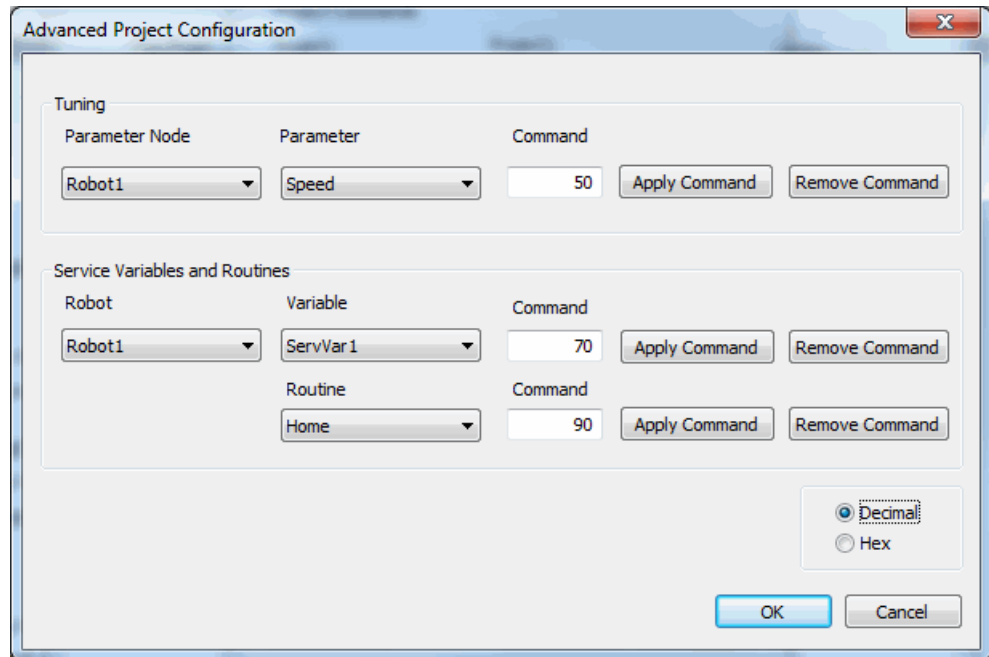 Advanced Project Configuration
Tuning
Parameter Node Parameter Command
Robot1 Speed 50 Apply Command Remove Command
Service Variables and Routines
Robot Variable Command
Robot1 ServVar1 70 Apply Command Remove Command
Routine Command
Home 90 Apply Command Remove Command
Decimal
Hex
OK Cancel